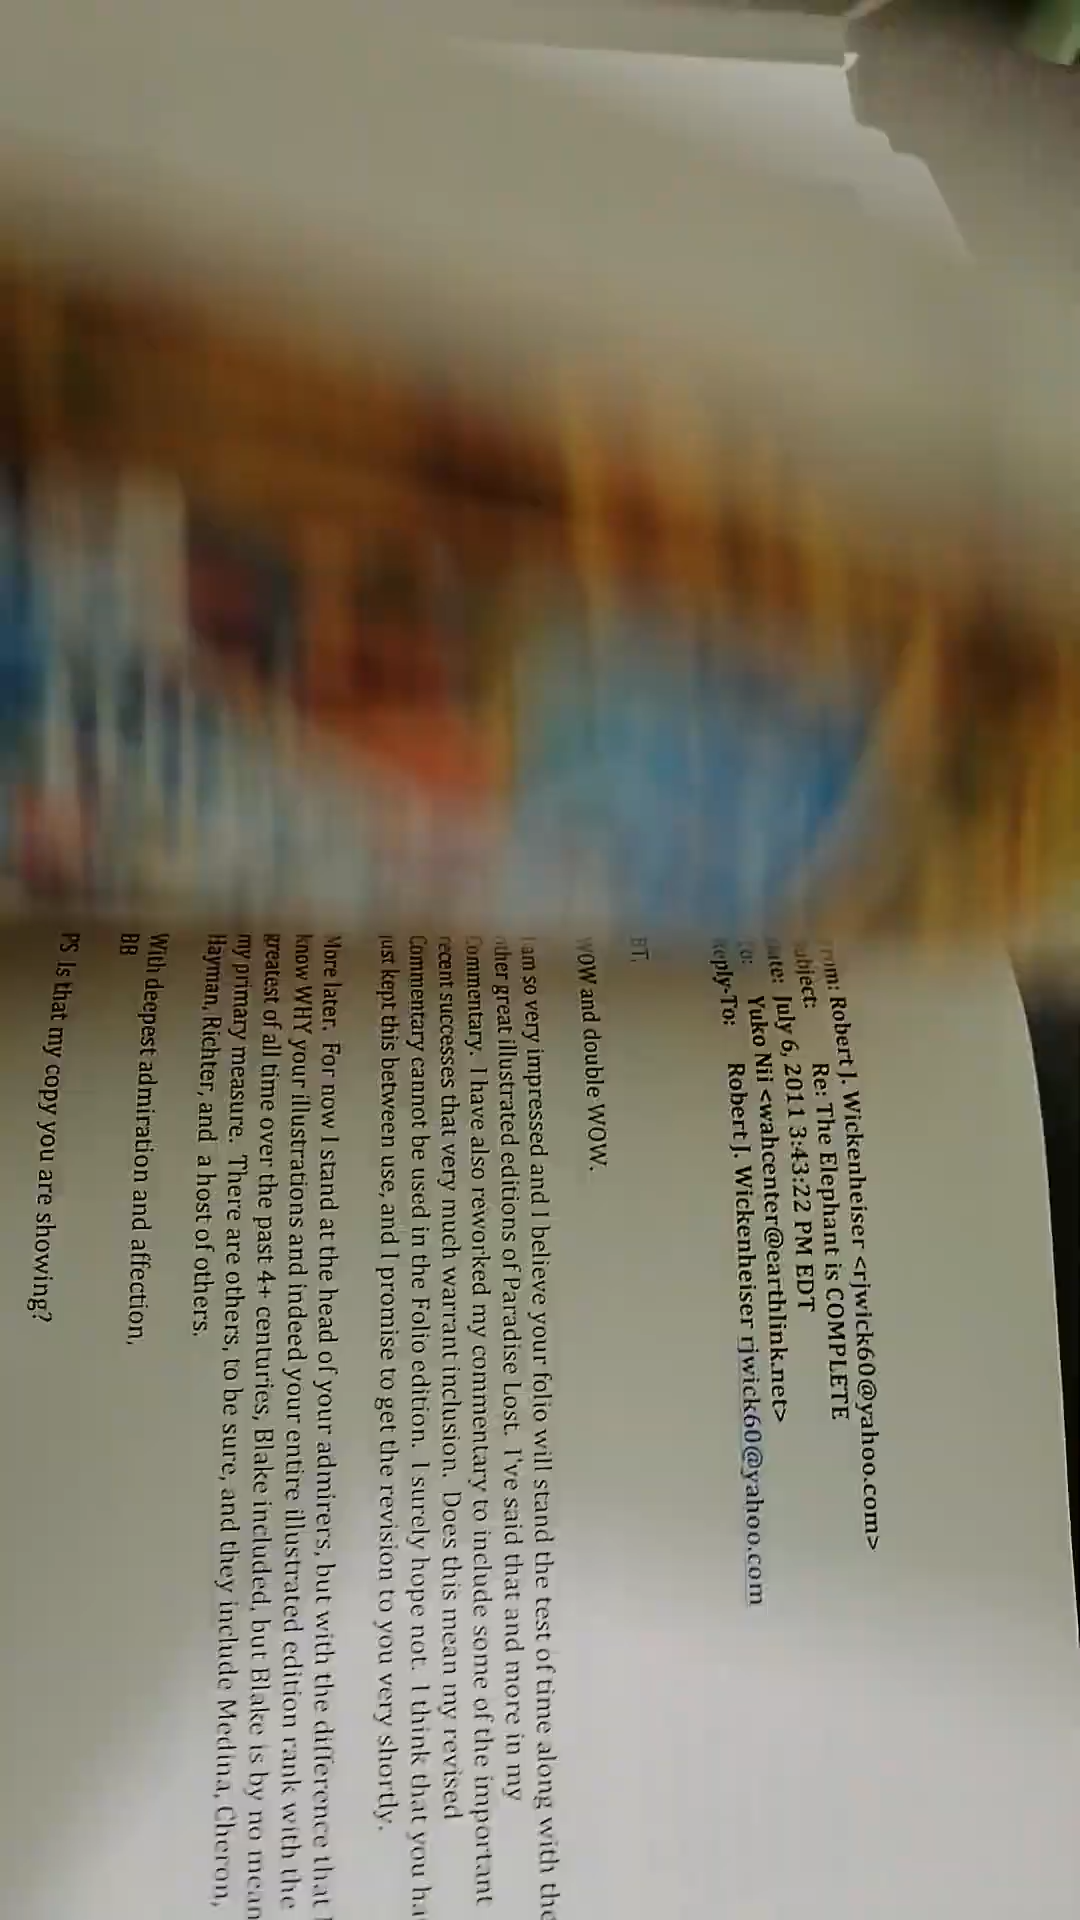 rom: Robert J. Wickenheiser <rjwick60@yahoo.com>
ubject: Re: The Elephant is COMPLETE
ate: July 6, 2011 3:43:22 PM EDT
To: Yuko Nii <wahcenter@earthlink.net>
Reply-To: Robert J. Wickenheiser rjwick60@yahoo.com
BT,
WOW and double WOW.
I am so very impressed and I believe your folio will stand the test of time along with the
other great illustrated editions of Paradise Lost. I've said that and more in my
Commentary. I have also reworked my commentary to include some of the important
recent successes that very much warrant inclusion. Does this mean my revised
Commentary cannot be used in the Folio edition. I surely hope not. I think that you ha
just kept this between use, and I promise to get the revision to you very shortly.
More later. For now I stand at the head of your admirers, but with the difference that I
know WHY your illustrations and indeed your entire illustrated edition rank with the
greatest of all time over the past 4+ centuries, Blake included, but Blake is by no mean
my primary measure. There are others, to be sure, and they include Medina, Cheron,
Hayman, Richter, and a host of others.
With deepest admiration and affection,
BB
PS Is that my copy you are showing?